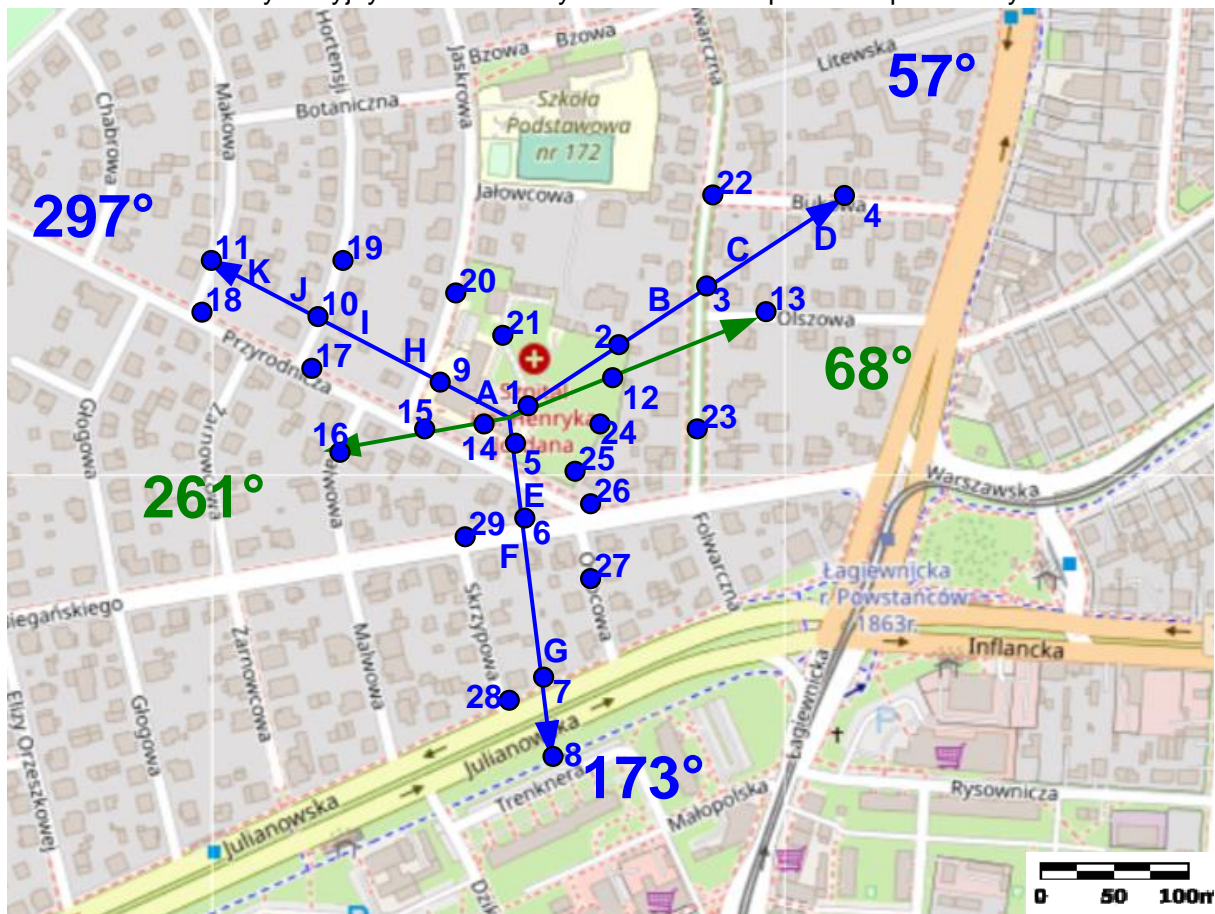 Bzowa
Bzowa
Litewska
57°
Hortensji
Jaskrowa
Makowa
Chabrowa
Botaniczna
Szkoła
Podstawowa
nr 172
Jałowcowa
22
Bukowa
4
D
C
297°
11
K
19
J
10
I
18
20
21
B
3
13
Olszowa
2
17
Przyrodnicza
H
9
A
1
12
68°
15
14
16
24
23
5
25
26
261°
Głogowa
Żarnowcowa
Warszawska
E
6
F
29
27
Folwarczna
Skrzypowa
Malwowa
Żarnowcowa
Głogowa
Elizy Orzeszkowej
Łagiewnicka
r. Powstańców
1863r.
Inflancka
G
7
28
8
173°
Julianowska
Julianowska
Trenknera
Małopolska
Łagiewnicka
Rysownicza
P
P
0 50 100m